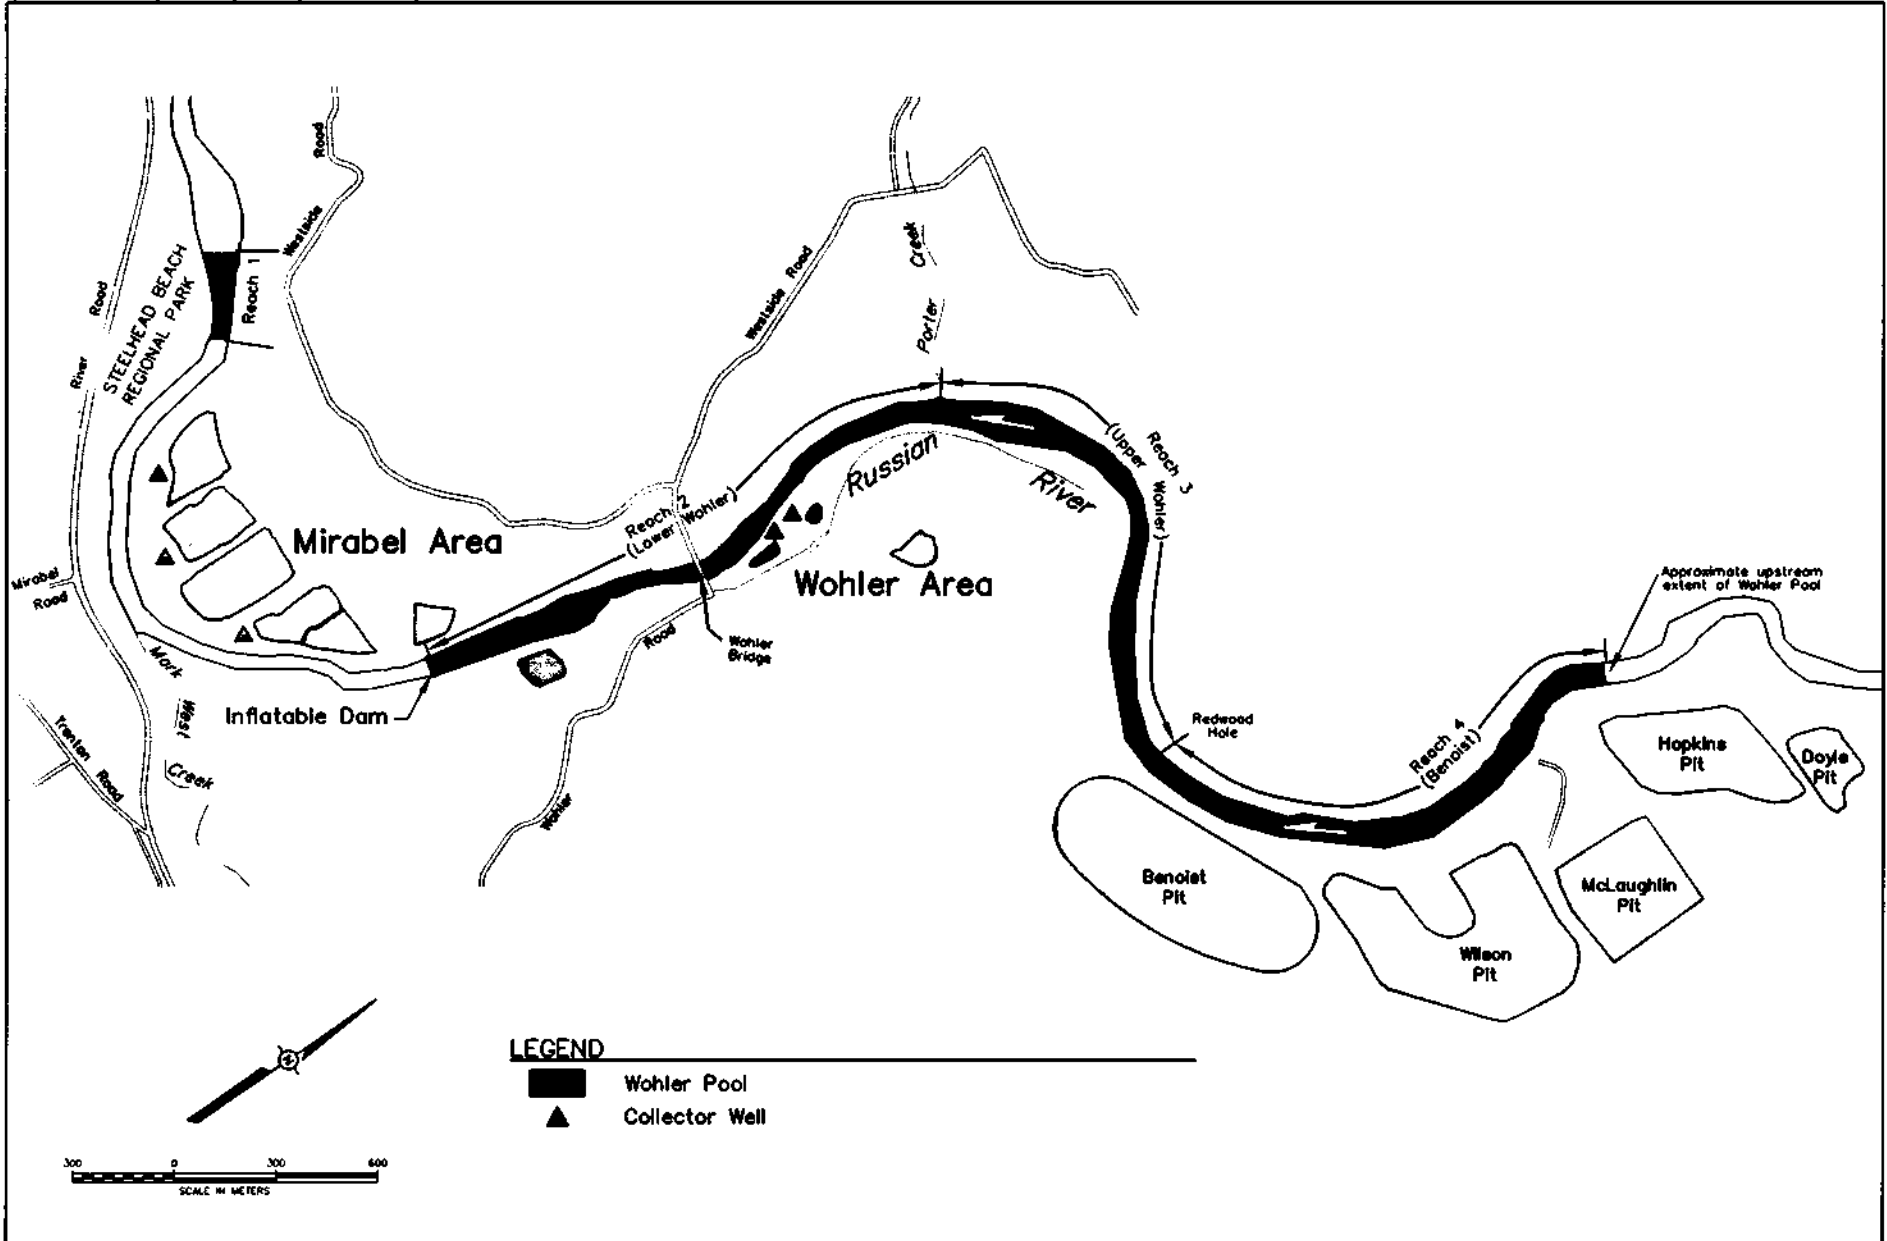 Road
Westside
Reach 1
STEELHEAD BEACH
REGIONAL PARK
Road
River
Mirabel
Road
Mark
West
Creek
Trenton
Road
Mirabel Area
Inflatable Dam
Reach 2
(Lower Wohler)
Westside
Road
Creek
Porter
Russian
River
Wohler Area
Wohler
Bridge
Road
Wohler
Reach 3
(Upper Wohler)
Redwood
Hole
Reach 4
(Benoist)
Approximate upstream
extent of Wohler Pool
Hopkins
Pit
Doyle
Pit
McLaughlin
Pit
Benoist
Pit
Wilson
Pit
N
LEGEND
Wohler Pool
Collector Well
300 0 300 600
SCALE IN METERS